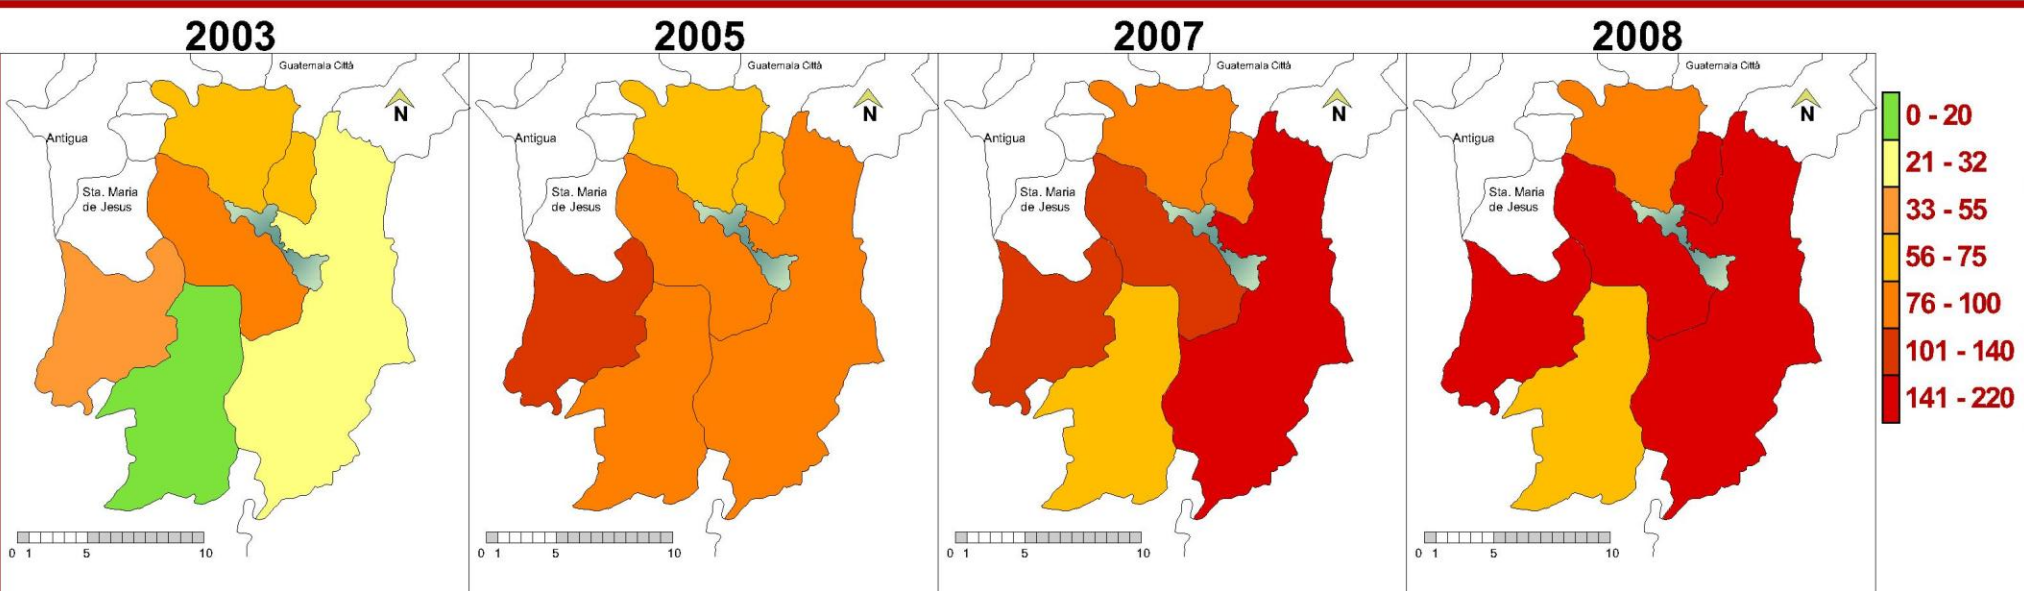 2003
2005
2007
2008
Guatemala Città
N
Antigua
Sta. Maria
de Jesus
0 1 5 10
Guatemala Città
N
Antigua
Sta. Maria
de Jesus
0 1 5 10
Guatemala Città
N
Antigua
Sta. Maria
de Jesus
0 1 5 10
Guatemala Città
N
Antigua
Sta. Maria
de Jesus
0 1 5 10
0 - 20
21 - 32
33 - 55
56 - 75
76 - 100
101 - 140
141 - 220